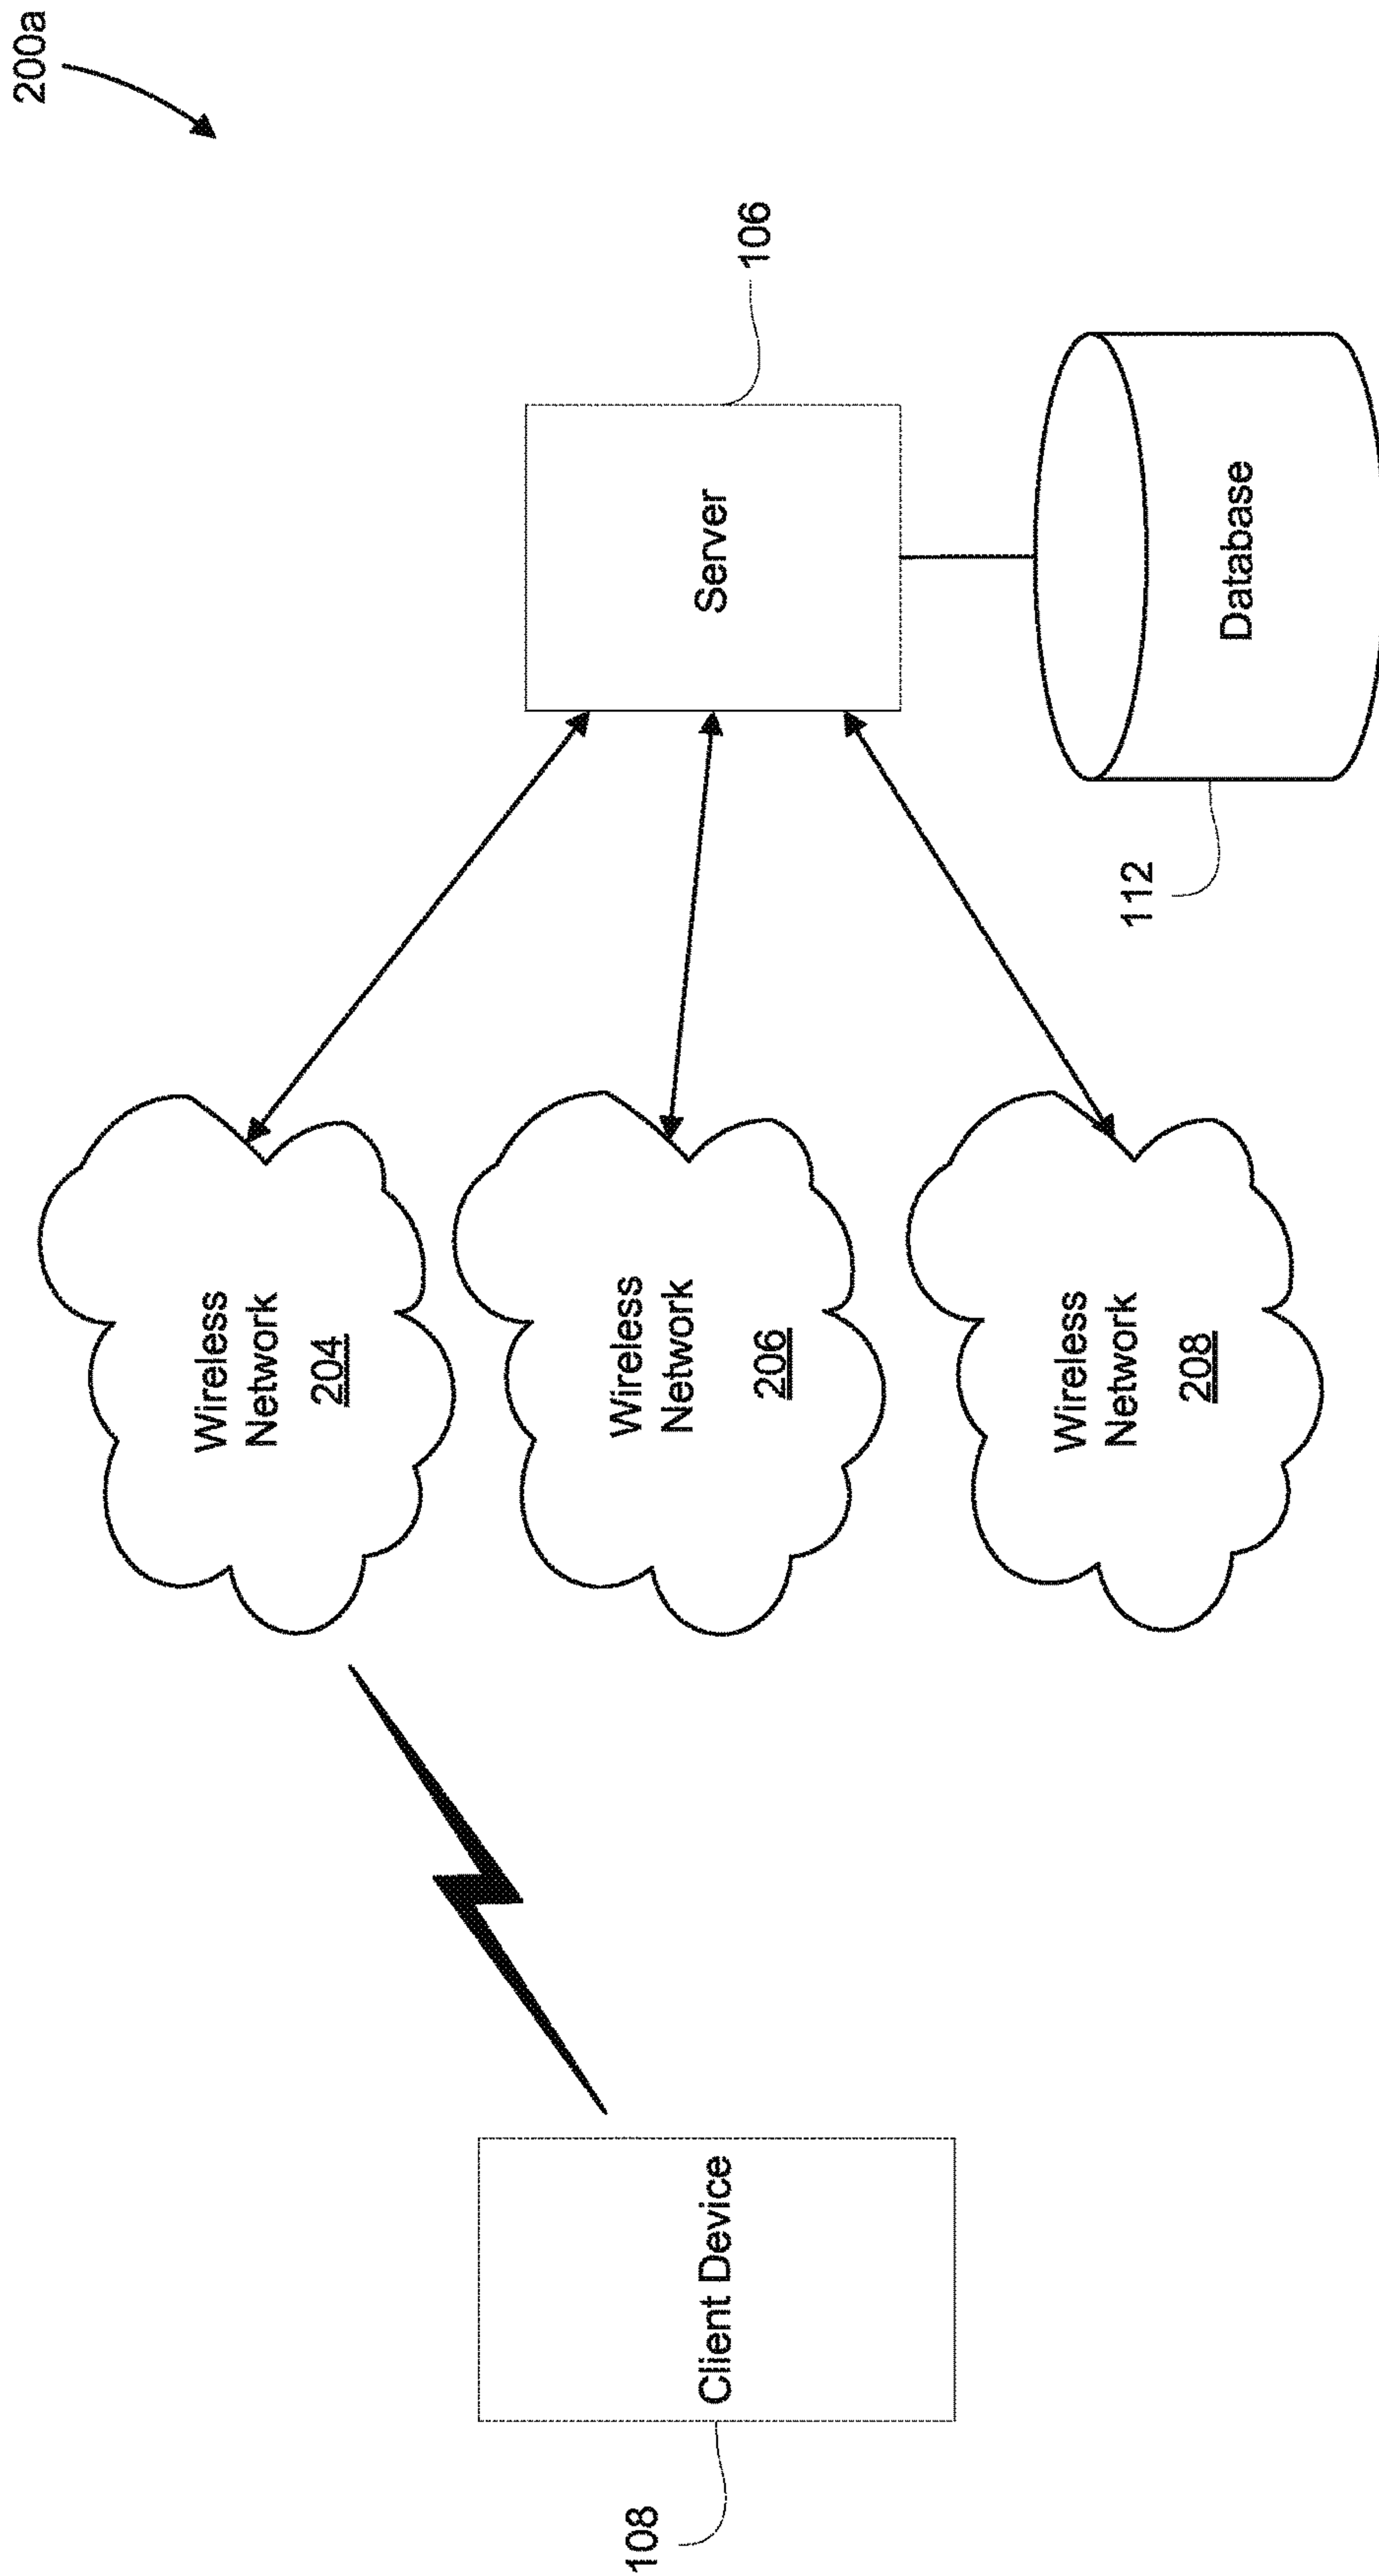 200a
Wireless
Network
204
Wireless
Network
206
Wireless
Network
208
Server
106
Database
112
Client Device
108